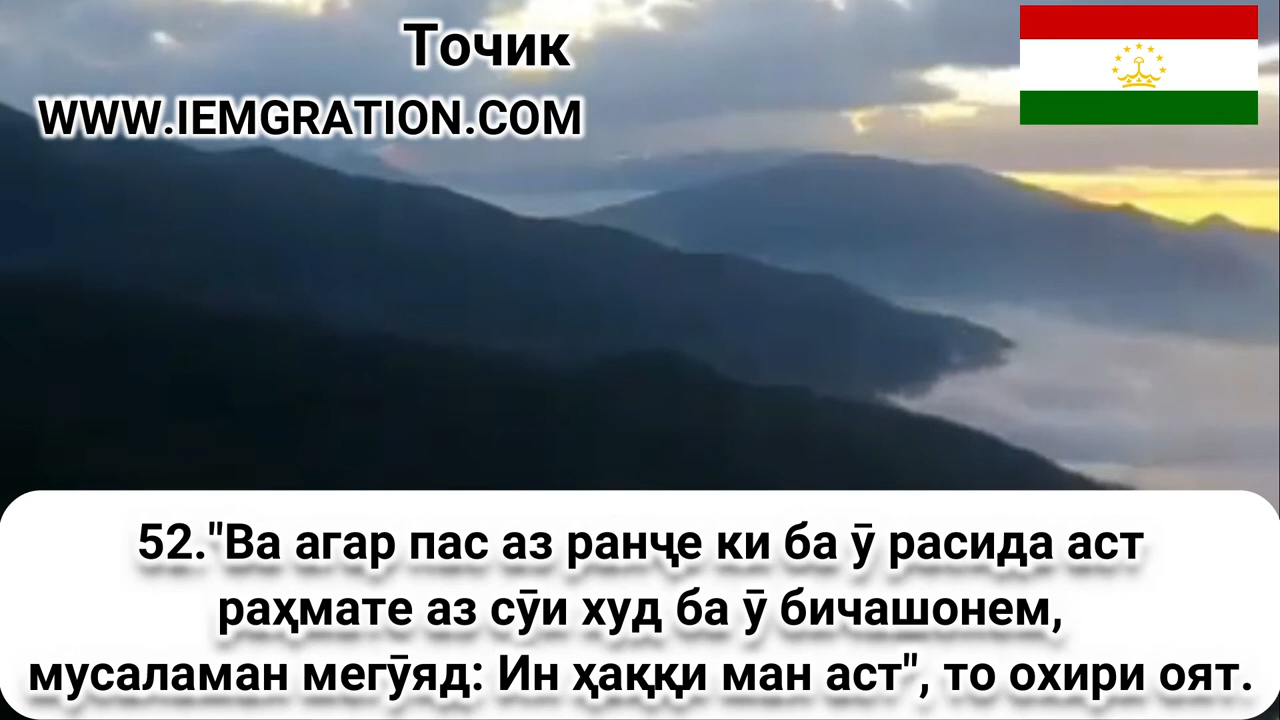 Точик
WWW.IEMGRATION.COM
52."Ва агар пас аз ранҷе ки ба ӯ расида аст
раҳмате аз сӯи худ ба ӯ бичашонем,
мусаламан мегӯяд: Ин ҳаққи ман аст", то охири оят.